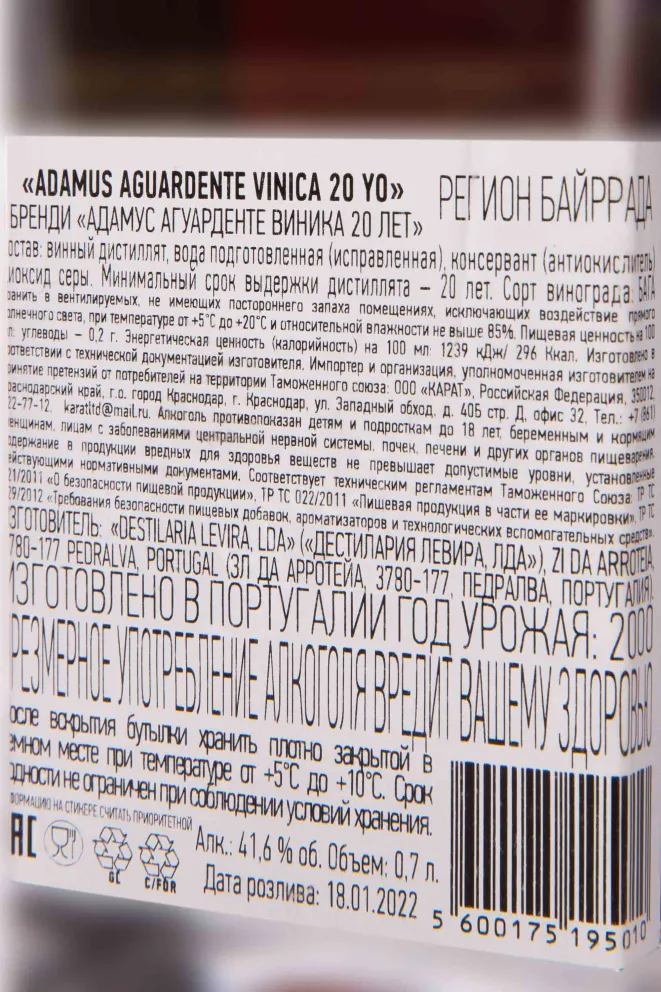 «ADAMUS AGUARDENTE VINICA 20 YO»
РЕГИОН БАЙРРАДА
БРЕНДИ «АДАМУС АГУАРДЕНТЕ ВИНИКА 20 ЛЕТ»
остав: винный дистиллят, вода подготовленная (исправленная), консервант (антиокислитель)
иоксид серы. Минимальный срок выдержки дистиллята – 20 лет. Сорт винограда: БАГА
ранить в вентилируемых, не имеющих постороннего запаха помещениях, исключающих воздействие прямого
лнечного света, при температуре от +5°С до +20°С и относительной влажности не выше 85%. Пищевая ценность на 100
л: углеводы – 0,2 г. Энергетическая ценность (калорийность) на 100 мл: 1239 кДж/ 296 Ккал. Изготовлено в
ответствии с технической документацией изготовителя. Импортер и организация, уполномоченная изготовителем на
ринятие претензий от потребителей на территории Таможенного союза: ООО «КАРАТ», Российская Федерация, 350012,
раснодарский край, г.о. город Краснодар, г. Краснодар, ул. Западный обход, д. 40Б стр. Д, офис 32, Тел.: +7 (861)
22-77-12, karatltd@mail.ru. Алкоголь противопоказан детям и подросткам до 18 лет, беременным и кормящим
енщинам, лицам с заболеваниями центральной нервной системы, почек, печени и других органов пищеварения.
одержание в продукции вредных для здоровья веществ не превышает допустимые уровни, установленные
ействующими нормативными документами. Соответствует техническим регламентам Таможенного Союза: ТР ТС
21/2011 «О безопасности пищевой продукции», ТР ТС 022/2011 «Пищевая продукция в части ее маркировки», ТР ТС
29/2012 «Требования безопасности пищевых добавок, ароматизаторов и технологических вспомогательных средств».
ЗГОТОВИТЕЛЬ: «DESTILARIA LEVIRA, LDA» («ДЕСТИЛАРИЯ ЛЕВИРА, ЛДА»), ZI DA ARROTEIA,
780-177 PEDRALVA, PORTUGAL (ЗЛ ДА АРРОТЕЙА, 3780-177, ПЕДРАЛВА, ПОРТУГАЛИЯ).
ИЗГОТОВЛЕНО В ПОРТУГАЛИИ ГОД УРОЖАЯ: 2000
РЕЗМЕРНОЕ УПОТРЕБЛЕНИЕ АЛКОГОЛЯ ВРЕДИТ ВАШЕМУ ЗДОРОВЬЮ
осле вскрытия бутылки хранить плотно закрытой в
емном месте при температуре от +5°С до +10°С. Срок
одности не ограничен при соблюдении условий хранения.
ФОРМАЦИЮ НА СТИКЕРЕ СЧИТАТЬ ПРИОРИТЕТНОЙ
EAC
GL
C/FOR
Алк.: 41,6 % об. Объем: 0,7 л.
Дата розлива: 18.01.2022
5 600175 195010